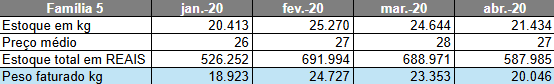 Família 5 jan.-20 fev.-20 mar.-20 abr.-20
Estoque em kg 20.413 25.270 24.644 21.434
Preço médio 26 27 28 27
Estoque total em REAIS 526.252 691.994 688.971 587.985
Peso faturado kg 18.923 24.727 23.353 20.046